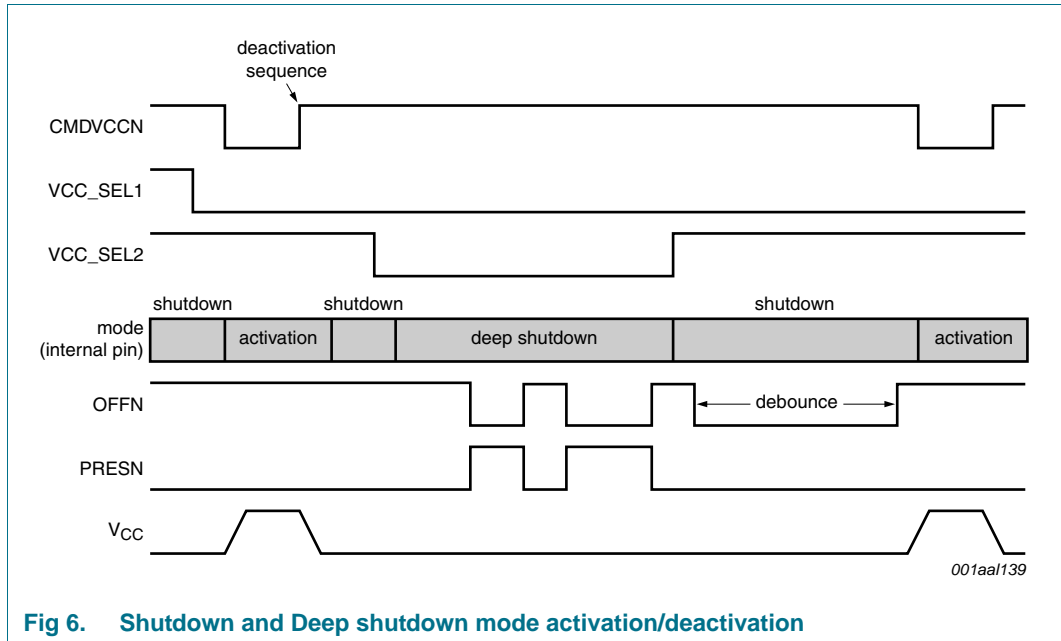 deactivation
sequence
CMDVCCN
VCC_SEL1
VCC_SEL2
shutdown shutdown shutdown
mode
(internal pin)
activation deep shutdown activation
OFFN
debounce
PRESN
VCC
001aal139
Fig 6. Shutdown and Deep shutdown mode activation/deactivation